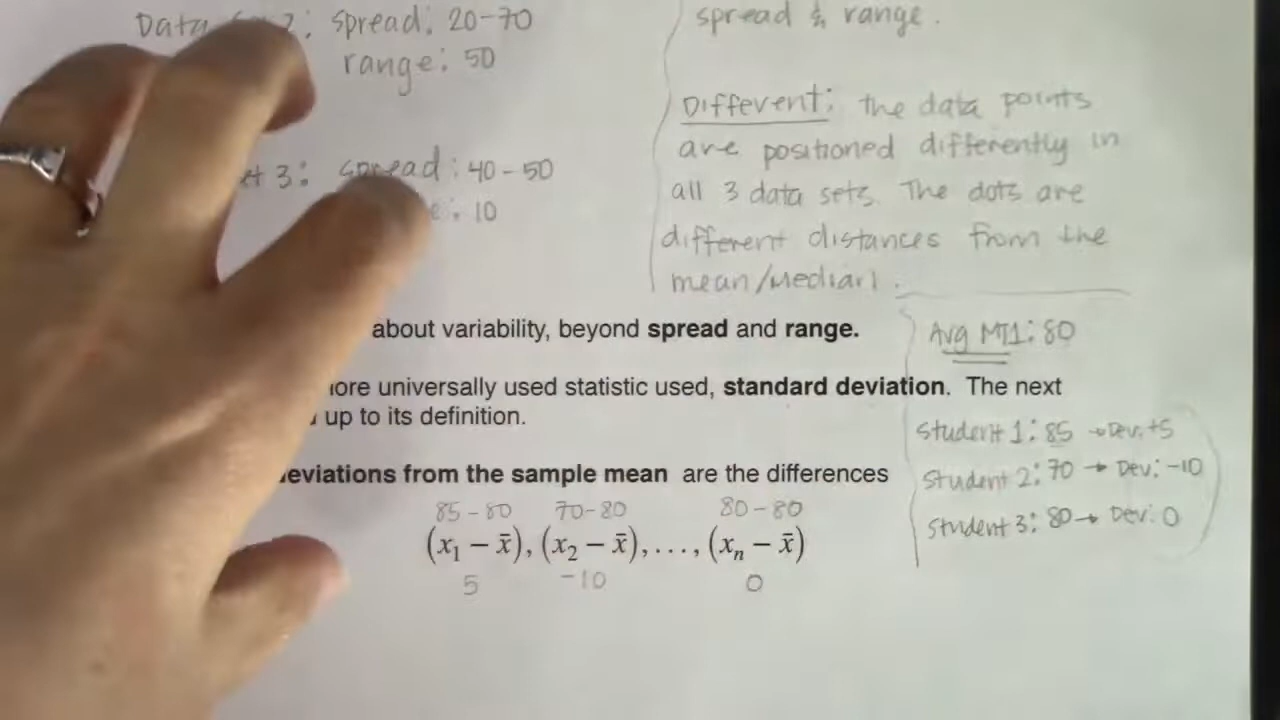 Data 2: spread: 20-70
range: 50
3: spread: 40-50
: 10
spread & range.
Different: the data points
are positioned differently in
all 3 data sets. The dots are
different distances from the
mean/median.
about variability, beyond spread and range.
universally used statistic used, standard deviation. The next
up to its definition.
deviations from the sample mean are the differences
85-80 70-80 80-80
(x₁ − x̄), (x₂ − x̄), . . . , (xₙ − x̄)
5 -10 0
Avg MT1: 80
Student 1: 85 → Dev: +5
Student 2: 70 → Dev: -10
Student 3: 80 → Dev: 0